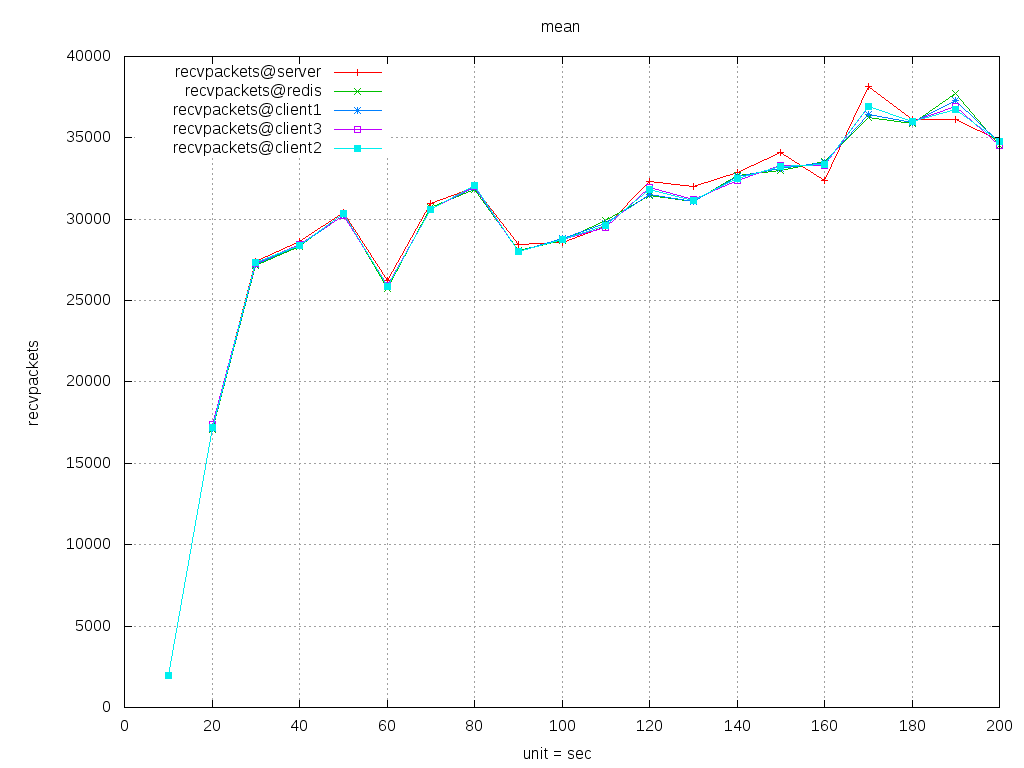 mean
recvpackets
40000
35000
30000
25000
20000
15000
10000
5000
0
recvpackets@server
recvpackets@redis
recvpackets@client1
recvpackets@client3
recvpackets@client2
0 20 40 60 80 100 120 140 160 180 200
unit = sec